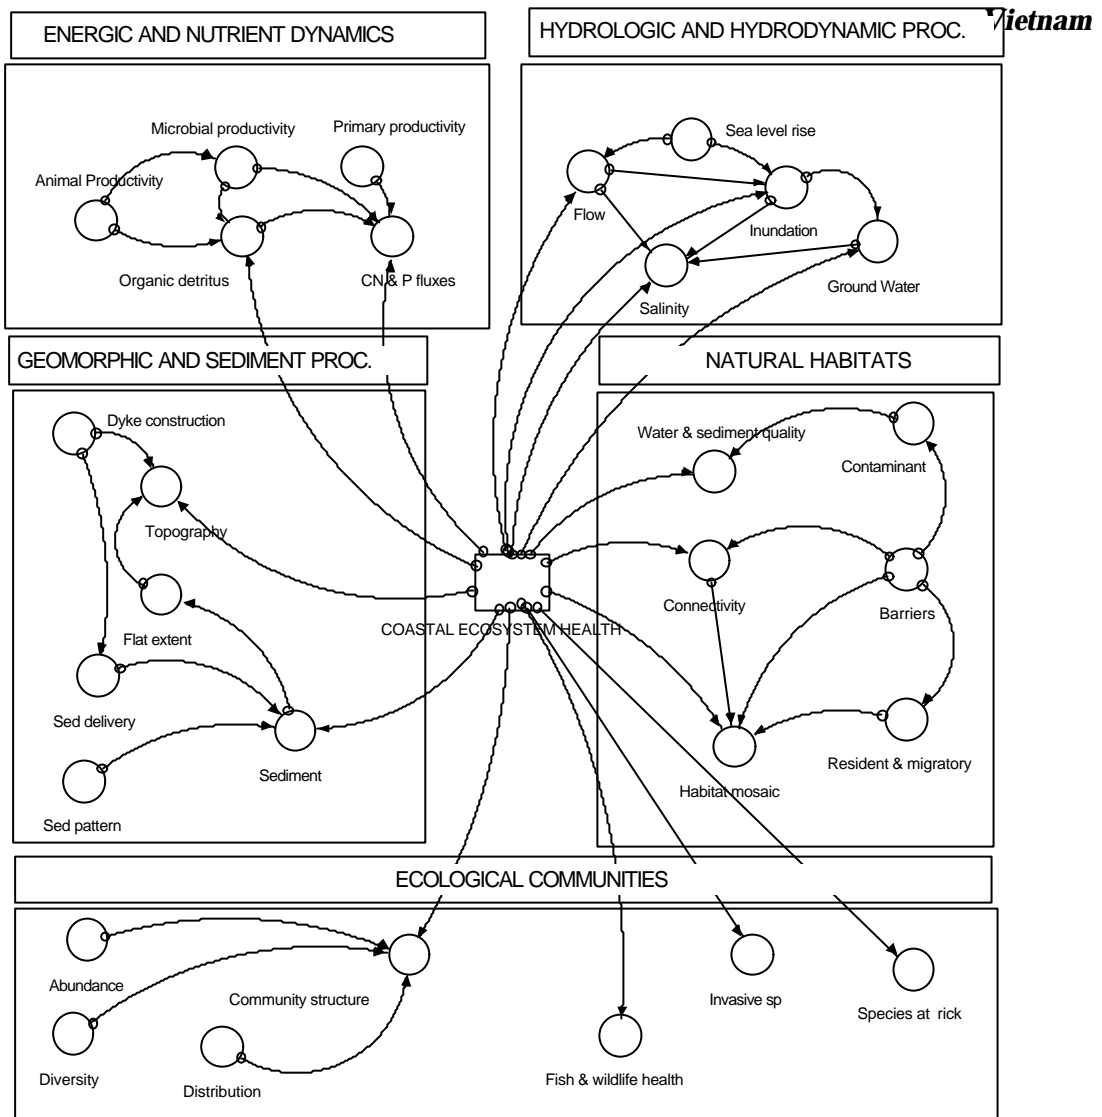 Vietnam
ENERGIC AND NUTRIENT DYNAMICS
HYDROLOGIC AND HYDRODYNAMIC PROC.
Microbial productivity
Primary productivity
Animal Productivity
Organic detritus
CN & P fluxes
Sea level rise
Flow
Inundation
Salinity
Ground Water
GEOMORPHIC AND SEDIMENT PROC.
NATURAL HABITATS
Dyke construction
Topography
Flat extent
Sed delivery
Sediment
Sed pattern
Water & sediment quality
Contaminant
Connectivity
Barriers
Resident & migratory
Habitat mosaic
COASTAL ECOSYSTEM HEALTH
ECOLOGICAL COMMUNITIES
Abundance
Community structure
Diversity
Distribution
Fish & wildlife health
Invasive sp
Species at rick